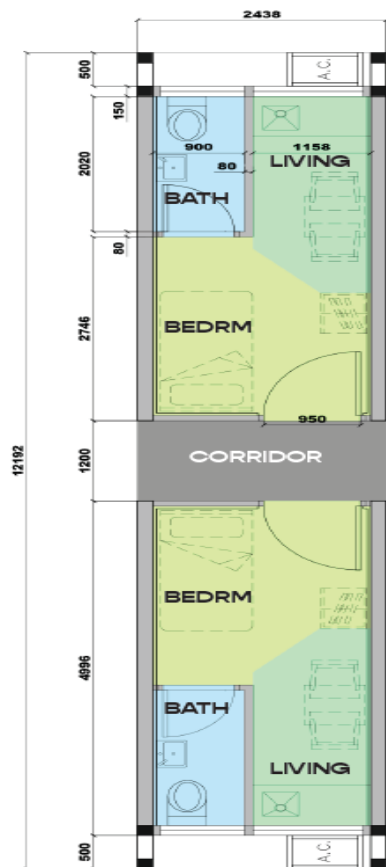 2438
500
A.C.
150
900
1158
80
LIVING
2020
BATH
80
BEDRM
2746
950
12192
1200
CORRIDOR
BEDRM
4996
BATH
LIVING
500
A.C.